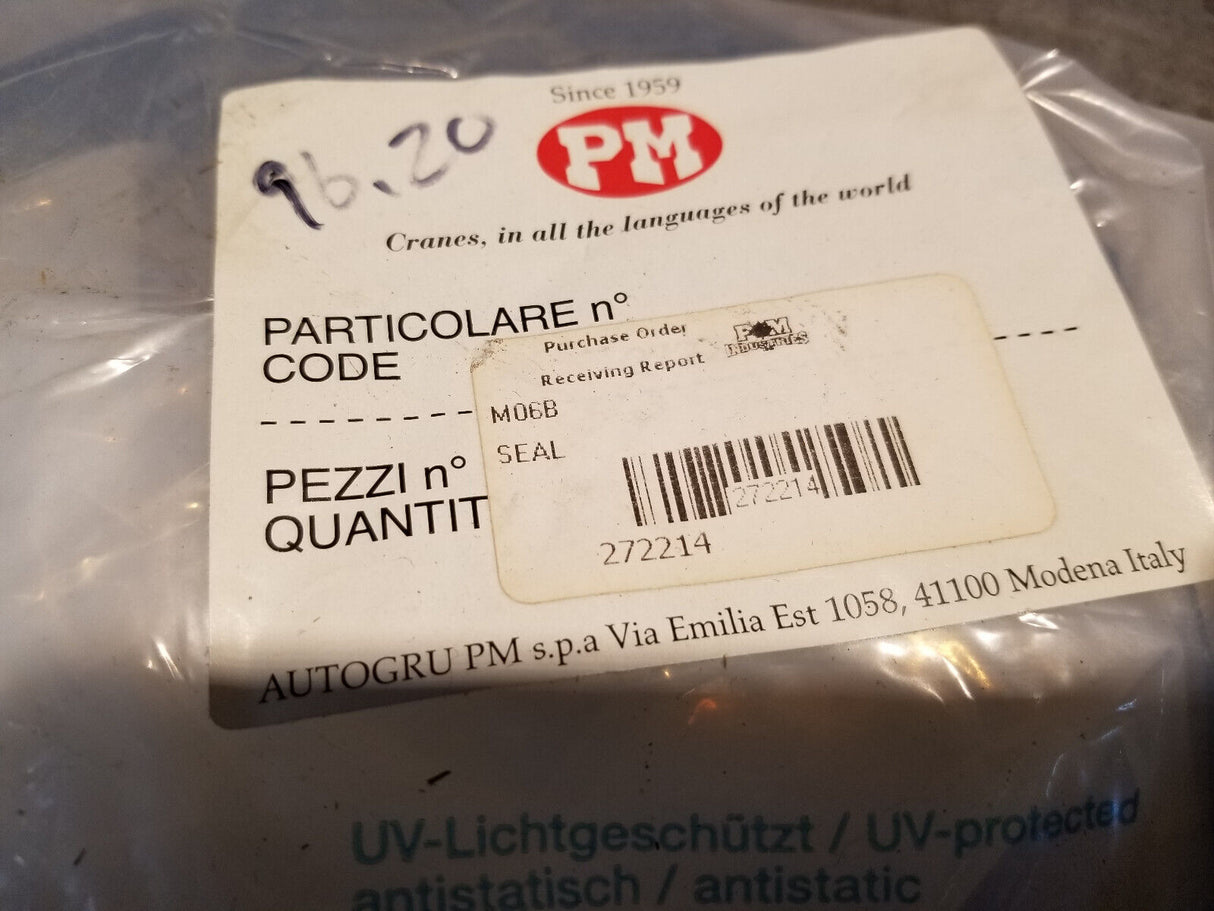 Since 1959
96.20
PM
Cranes, in all the languages of the world
PARTICOLARE n°
CODE
Purchase Order
INDUSTRIES
Receiving Report
M06B
SEAL
PEZZI n°
QUANTIT
272214
272214
AUTOGRU PM s.p.a Via Emilia Est 1058, 41100 Modena Italy
UV-Lichtgeschützt / UV-protected
antistatisch / antistatic